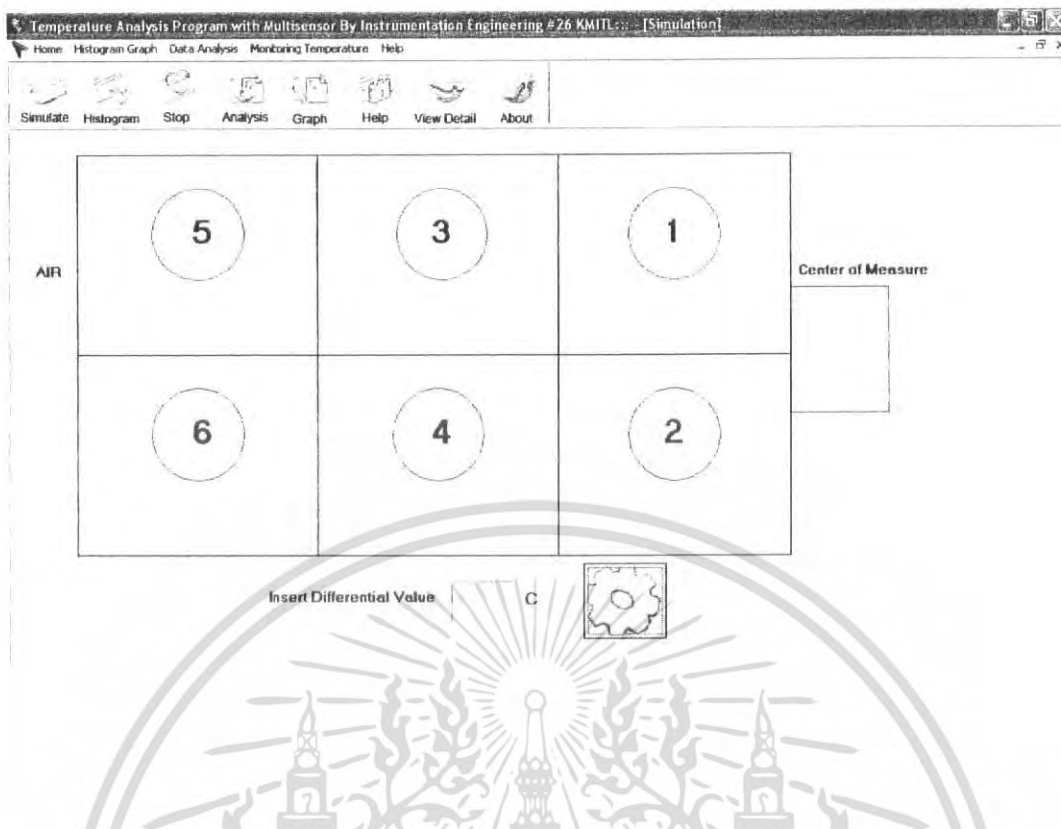 Temperature Analysis Program with Multisensor By Instrumentation Engineering #26 KMITL::: - [Simulation]
Home Histogram Graph Data Analysis Monitoring Temperature Help
Simulate Histogram Stop Analysis Graph Help View Detail About
5 3 1
AIR
Center of Measure
6 4 2
Insert Differential Value C